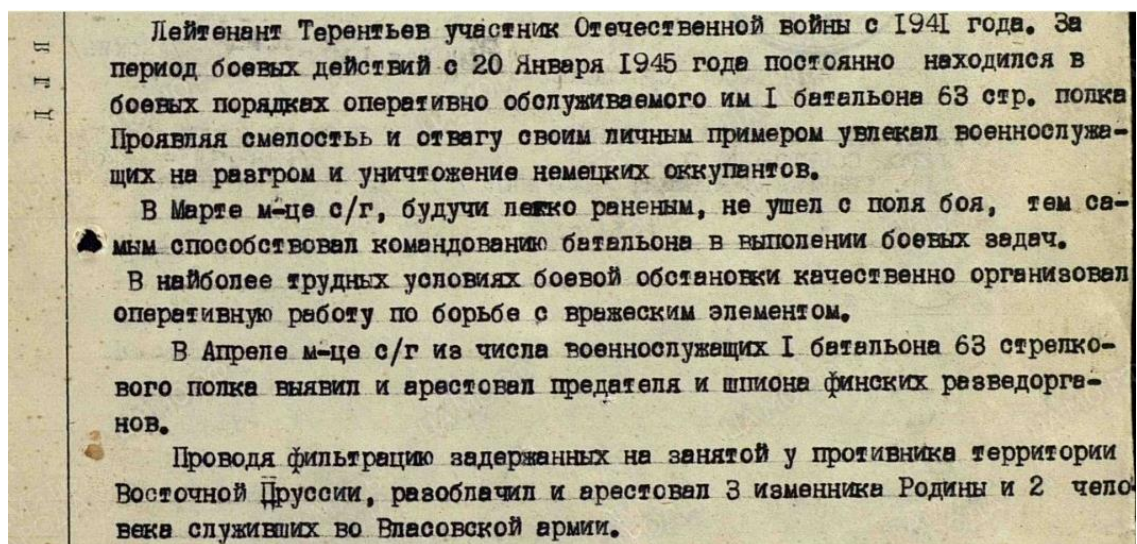 Лейтенант Терентьев участник Отечественной войны с I94I года. За
период боевых действий с 20 Января I945 года постоянно находился в
боевых порядках оперативно обслуживаемого им I батальона 63 стр. полка
Проявляя смелостьь и отвагу своим личным примером увлекал военнослужа-
щих на разгром и уничтожение немецких оккупантов.
В Марте м-це с/г, будучи легко раненым, не ушел с поля боя, тем са-
мым способствовал командованию батальона в выполении боевых задач.
В найболее трудных условиях боевой обстановки качественно организовал
оперативную работу по борьбе с вражеским элементом.
В Апреле м-це с/г из числа военнослужащих I батальона 63 стрелко-
вого полка выявил и арестовал предателя и шпиона финских разведорга-
нов.
Проводя фильтрацию задержанных на занятой у противника территории
Восточной Пруссии, разоблачил и арестовал 3 изменника Родины и 2 чело
века служивших во Власовской армии.